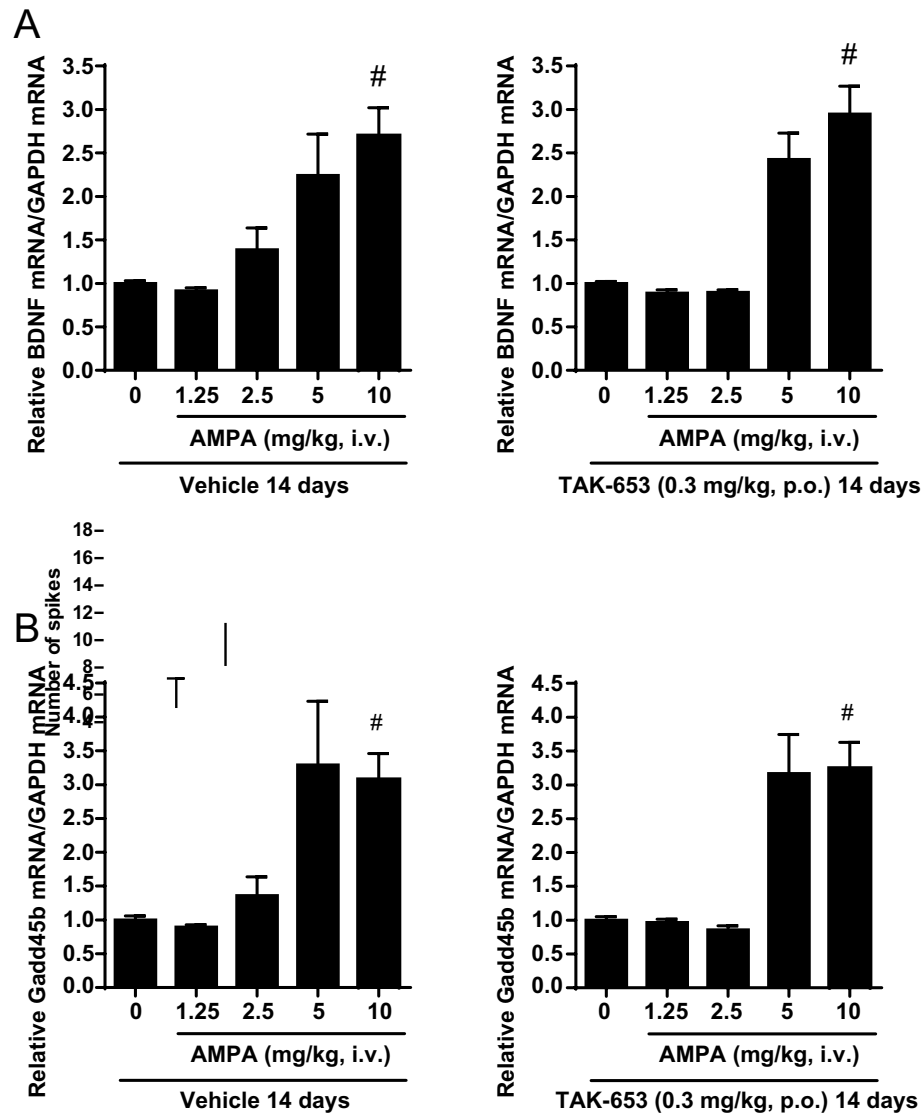 A
Relative BDNF mRNA/GAPDH mRNA
3.5
3.0
2.5
2.0
1.5
1.0
0.5
0.0
#
0 1.25 2.5 5 10
AMPA (mg/kg, i.v.)
Vehicle 14 days
Relative BDNF mRNA/GAPDH mRNA
3.5
3.0
2.5
2.0
1.5
1.0
0.5
0.0
#
0 1.25 2.5 5 10
AMPA (mg/kg, i.v.)
TAK-653 (0.3 mg/kg, p.o.) 14 days
Number of spikes
18
16
14
12
10
8
6
4
B
Relative Gadd45b mRNA/GAPDH mRNA
5
4.5
4.0
3.5
3.0
2.5
2.0
1.5
1.0
0.5
0.0
#
0 1.25 2.5 5 10
AMPA (mg/kg, i.v.)
Vehicle 14 days
Relative Gadd45b mRNA/GAPDH mRNA
4.5
4.0
3.5
3.0
2.5
2.0
1.5
1.0
0.5
0.0
#
0 1.25 2.5 5 10
AMPA (mg/kg, i.v.)
TAK-653 (0.3 mg/kg, p.o.) 14 days